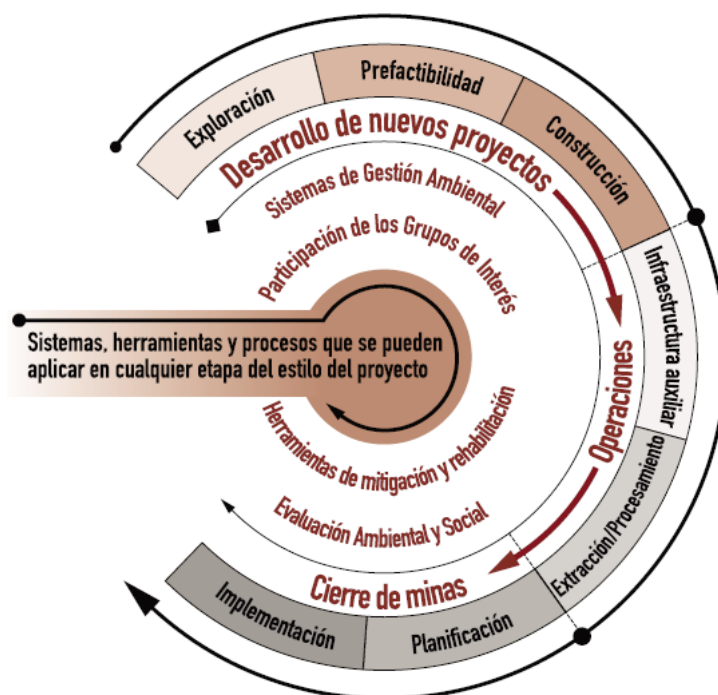 Exploración
Prefactibilidad
Construcción
Desarrollo de nuevos proyectos
Sistemas de Gestión Ambiental
Participación de los Grupos de Interés
Infraestructura auxiliar
Sistemas, herramientas y procesos que se pueden
aplicar en cualquier etapa del estilo del proyecto
Operaciones
Extracción/Procesamiento
Herramientas de mitigación y rehabilitación
Evaluación Ambiental y Social
Cierre de minas
Planificación
Implementación